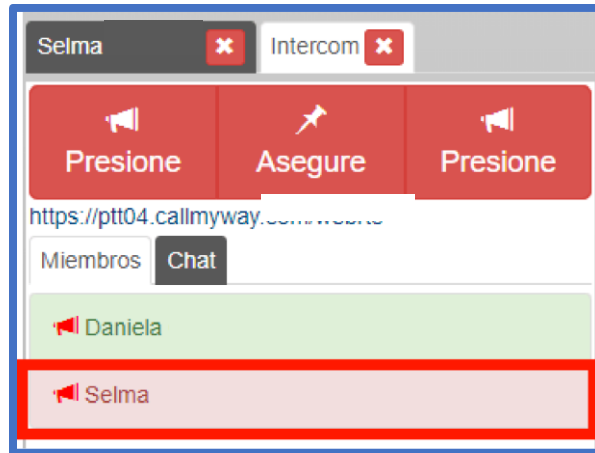 Selma Intercom
Presione Asegure Presione
https://ptt04.callmyway.
Miembros Chat
Daniela
Selma